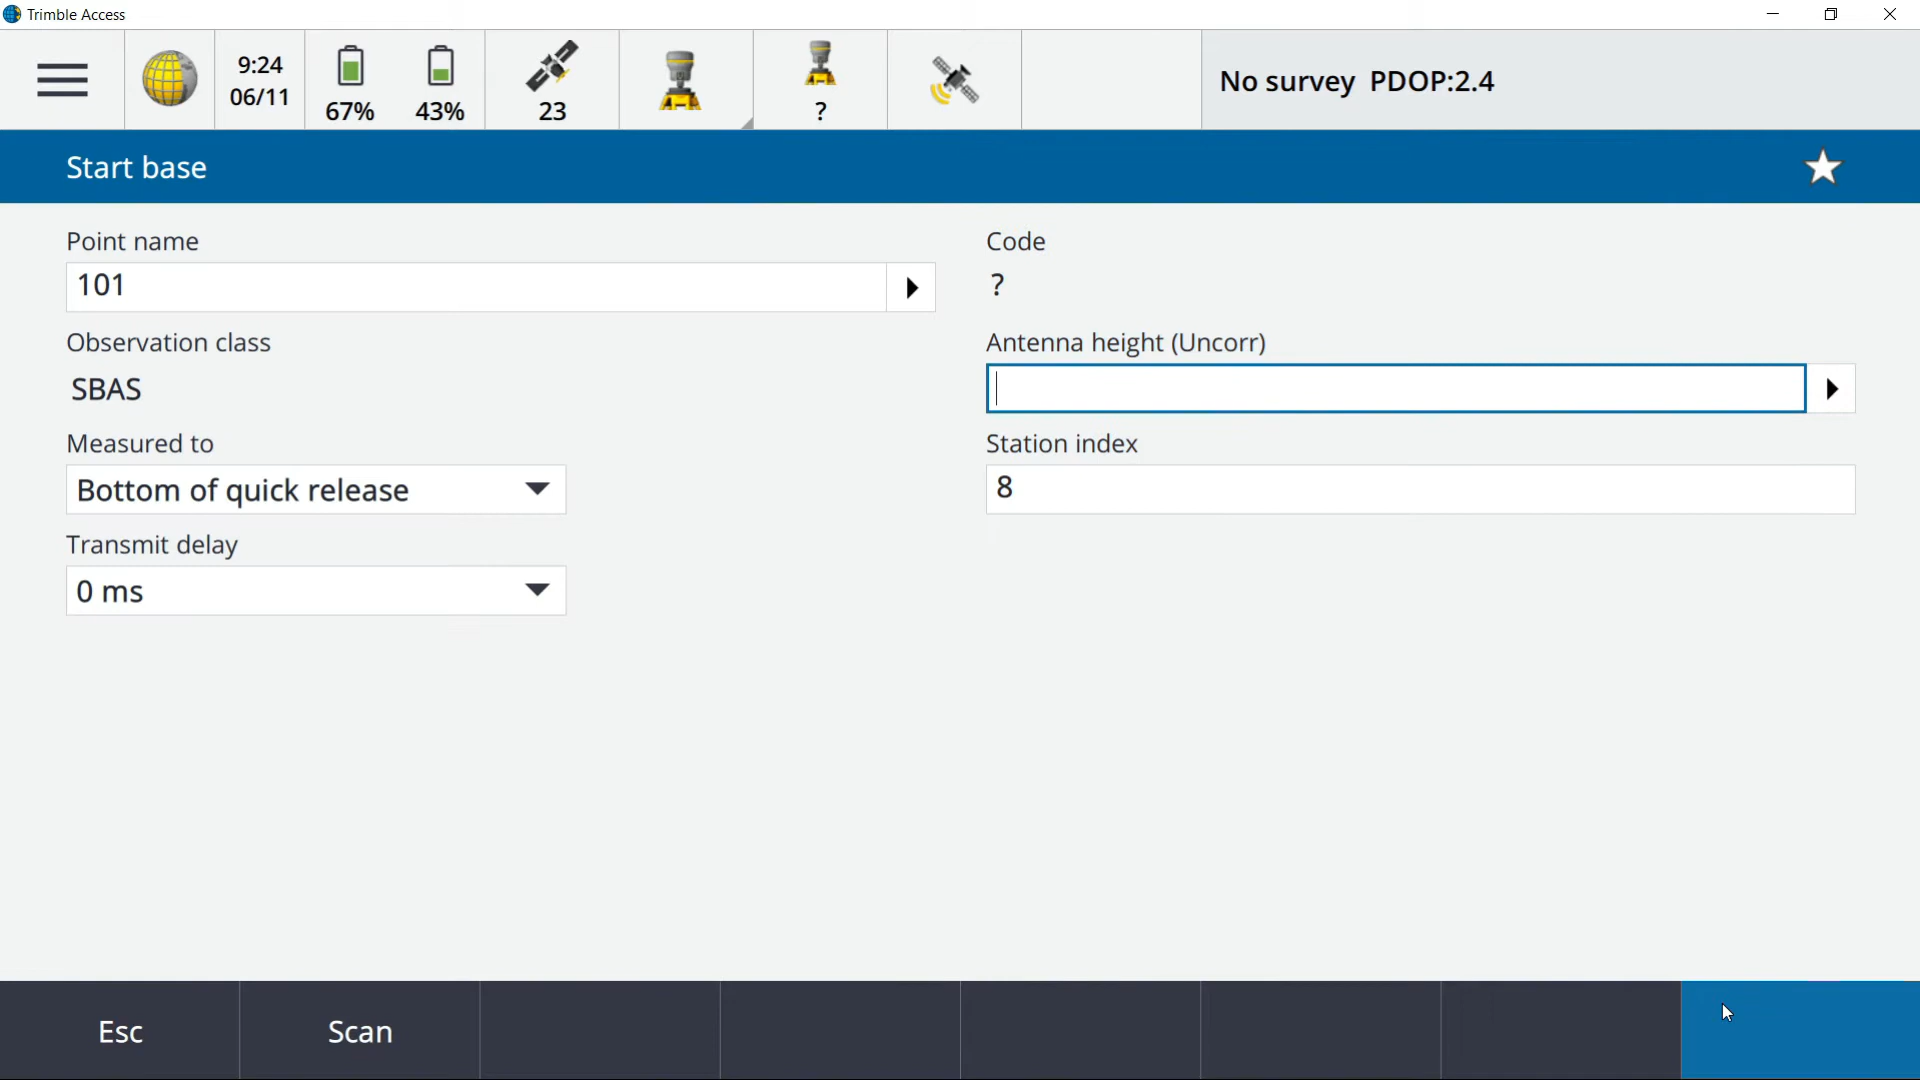 Trimble Access
9:24
06/11
67%
43%
23
?
No survey PDOP:2.4
Start base
Point name
101
Code
?
Observation class
SBAS
Antenna height (Uncorr)
Measured to
Bottom of quick release
Station index
8
Transmit delay
0 ms
Esc
Scan